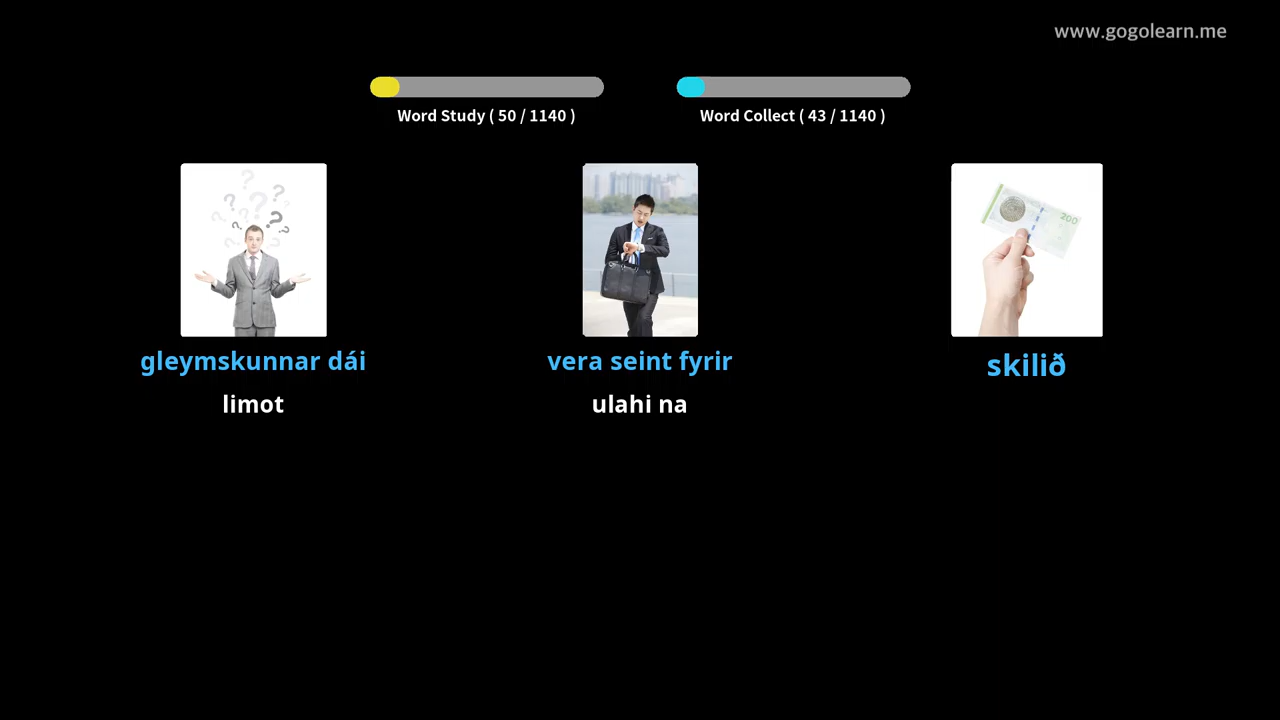 www.gogolearn.me
Word Study ( 50 / 1140 )
Word Collect ( 43 / 1140 )
200
gleymskunnar dái
limot
vera seint fyrir
ulahi na
skilið